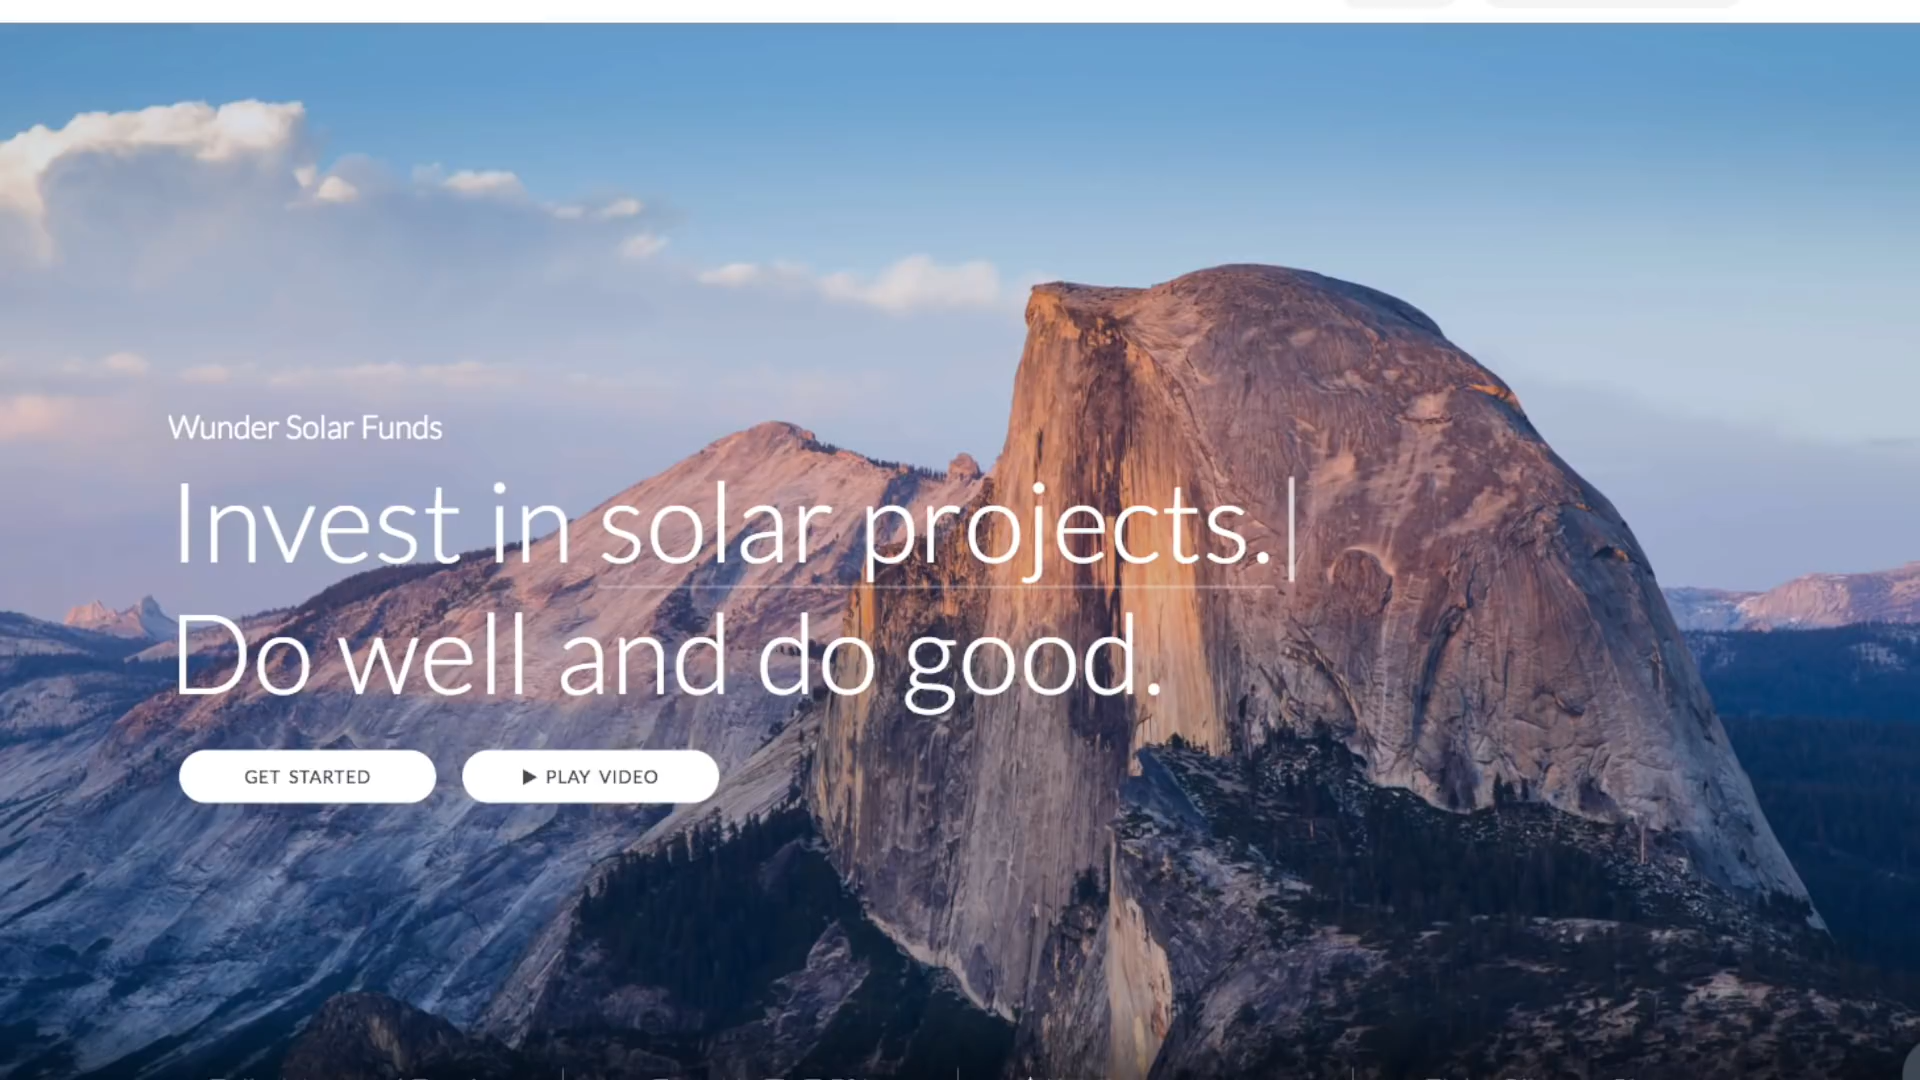 Wunder Solar Funds
Invest in solar projects.|
Do well and do good.
GET STARTED
▶ PLAY VIDEO